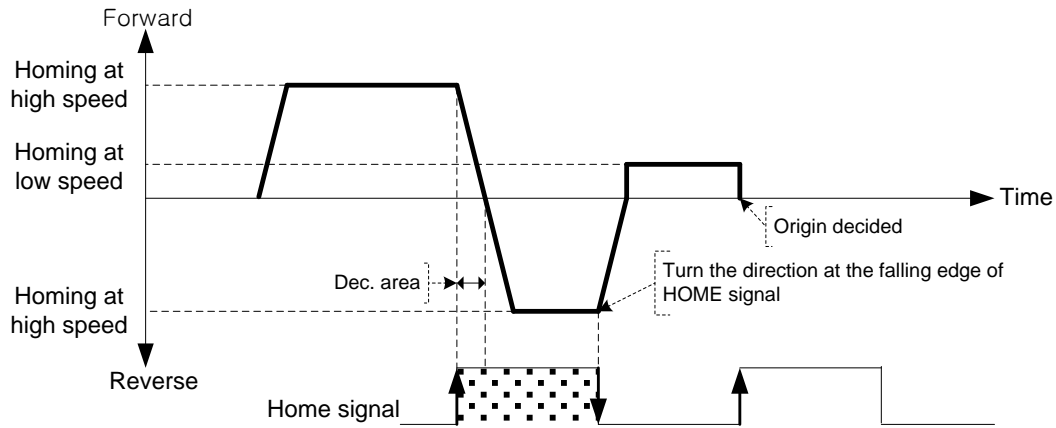 Forward
Homing at
high speed
Homing at
low speed
Time
Origin decided
Dec. area
Turn the direction at the falling edge of
HOME signal
Homing at
high speed
Reverse
Home signal